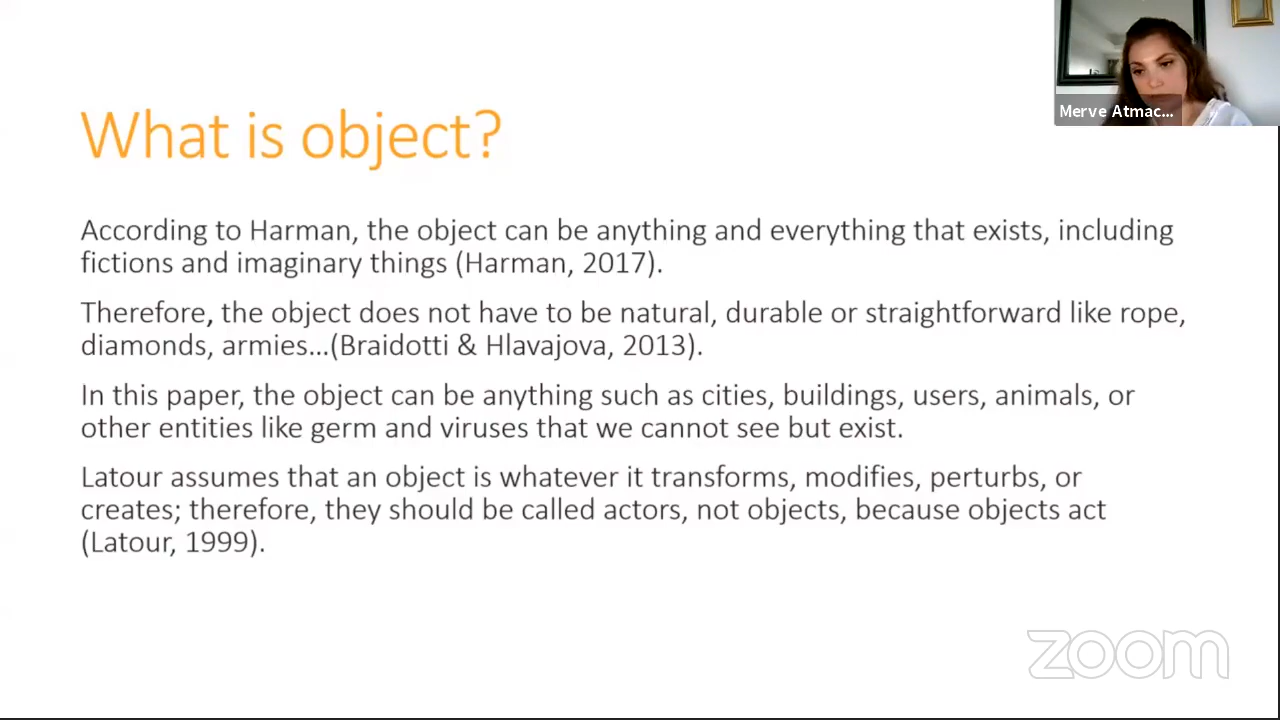 Merve Atmac...
What is object?
According to Harman, the object can be anything and everything that exists, including
fictions and imaginary things (Harman, 2017).
Therefore, the object does not have to be natural, durable or straightforward like rope,
diamonds, armies...(Braidotti & Hlavajova, 2013).
In this paper, the object can be anything such as cities, buildings, users, animals, or
other entities like germ and viruses that we cannot see but exist.
Latour assumes that an object is whatever it transforms, modifies, perturbs, or
creates; therefore, they should be called actors, not objects, because objects act
(Latour, 1999).
zoom